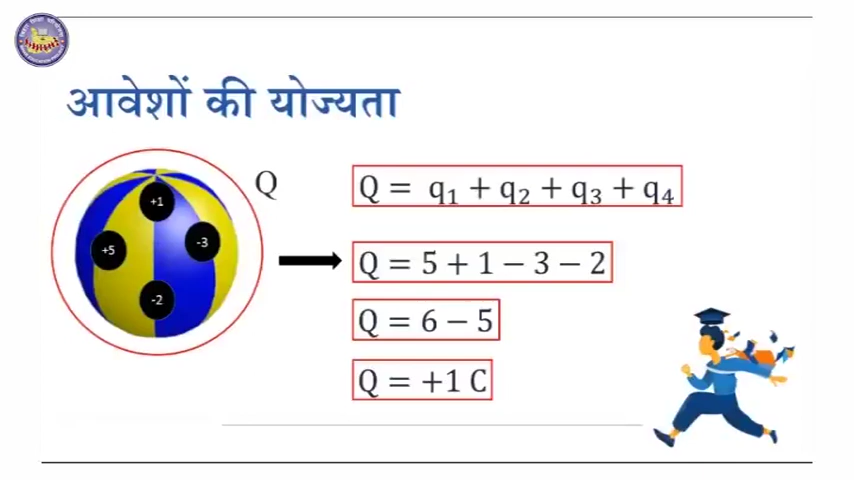 आवेशों की योज्यता
Q
+1
+5
-3
-2
Q = q₁ + q₂ + q₃ + q₄
Q = 5 + 1 − 3 − 2
Q = 6 − 5
Q = +1 C